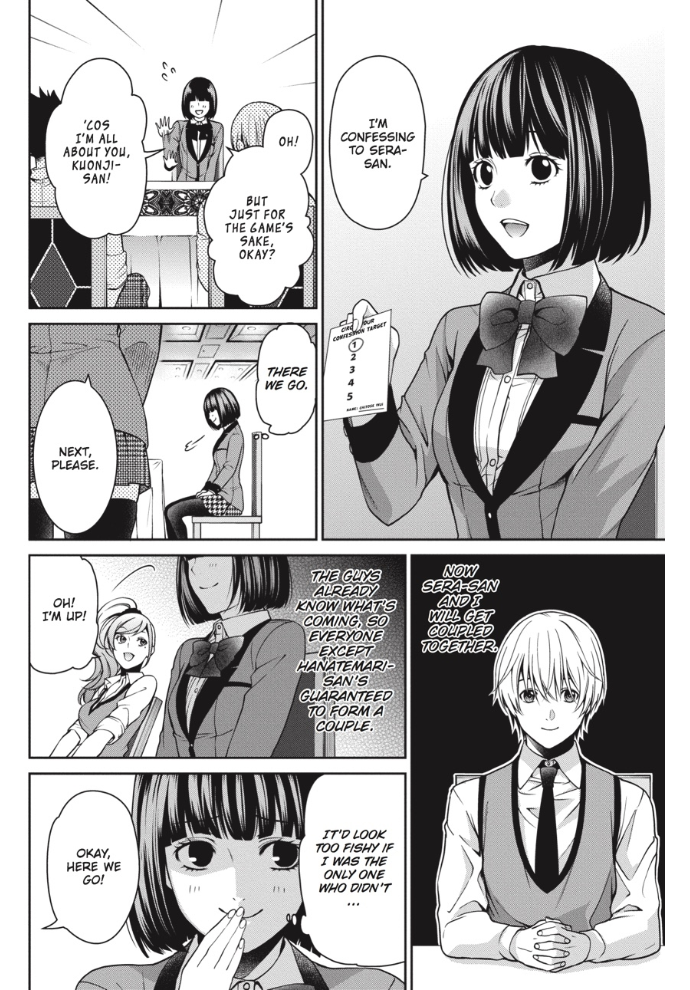 I'M
CONFESSING
TO SERA-
SAN.
CIRC
OUR
CONFESSION TARGET
1
2
3
4
5
NAME:
OH!
BUT
JUST FOR
THE GAME'S
SAKE,
OKAY?
'COS
I'M ALL
ABOUT YOU,
KUONJI-
SAN!
THERE
WE GO.
NEXT,
PLEASE.
NOW
SERA-SAN
AND I
WILL GET
COUPLED
TOGETHER.
THE GUYS
ALREADY
KNOW WHAT'S
COMING, SO
EVERYONE
EXCEPT
HANATEMARI-
SAN'S
GUARANTEED
TO FORM A
COUPLE.
OH!
I'M UP!
IT'D LOOK
TOO FISHY IF
I WAS THE
ONLY ONE
WHO DIDN'T
...
OKAY,
HERE WE
GO!